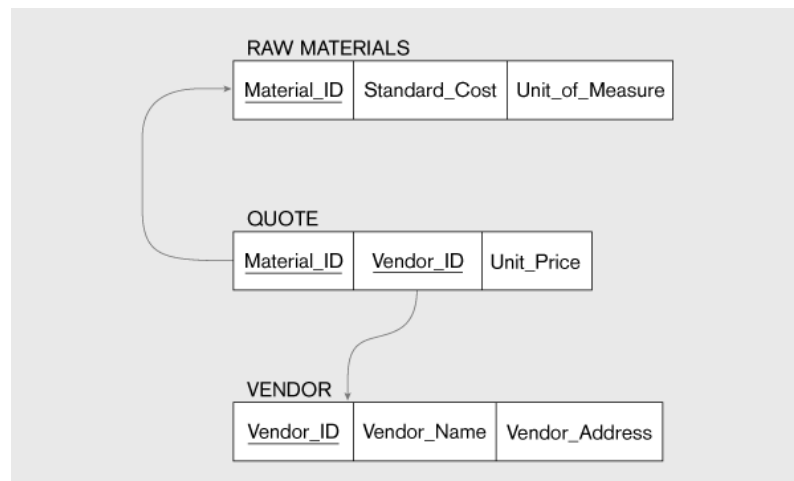 RAW MATERIALS
Material_ID Standard_Cost Unit_of_Measure
QUOTE
Material_ID Vendor_ID Unit_Price
VENDOR
Vendor_ID Vendor_Name Vendor_Address